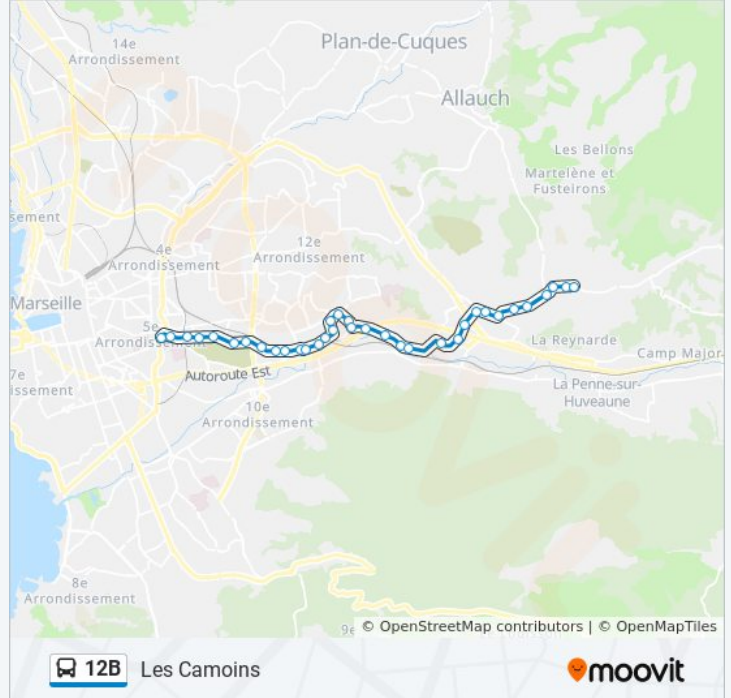 14e
Arrondissement
Plan-de-Cuques
Allauch
Les Bellons
Martelène et
Fusteirons
sement
12e
Arrondissement
4e
Arrondissement
Marseille
5e
Arrondissement
La Reynarde
Camp Major
7e
issement
Autoroute Est
La Penne-sur-
Huveaune
10e
Arrondissement
8e
Arrondissement
9e
© OpenStreetMap contributors | © OpenMapTiles
12B Les Camoins
moovit